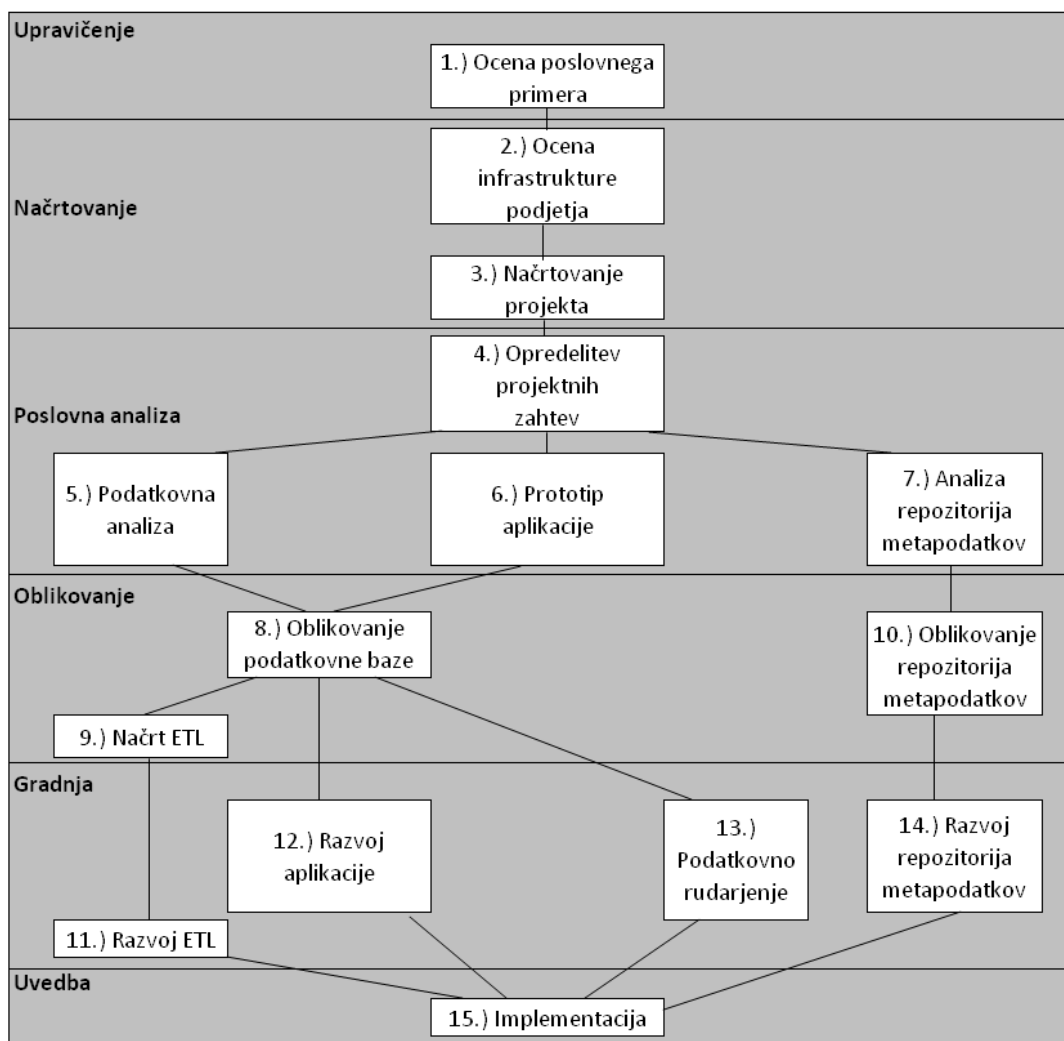 Upravičenje
1.) Ocena poslovnega
primera
2.) Ocena
infrastrukture
podjetja
Načrtovanje
3.) Načrtovanje
projekta
4.) Opredelitev
projektnih
zahtev
Poslovna analiza
5.) Podatkovna
analiza
6.) Prototip
aplikacije
7.) Analiza
repozitorija
metapodatkov
Oblikovanje
8.) Oblikovanje
podatkovne baze
10.) Oblikovanje
repozitorija
metapodatkov
9.) Načrt ETL
Gradnja
12.) Razvoj
aplikacije
13.)
Podatkovno
rudarjenje
14.) Razvoj
repozitorija
metapodatkov
11.) Razvoj ETL
Uvedba
15.) Implementacija